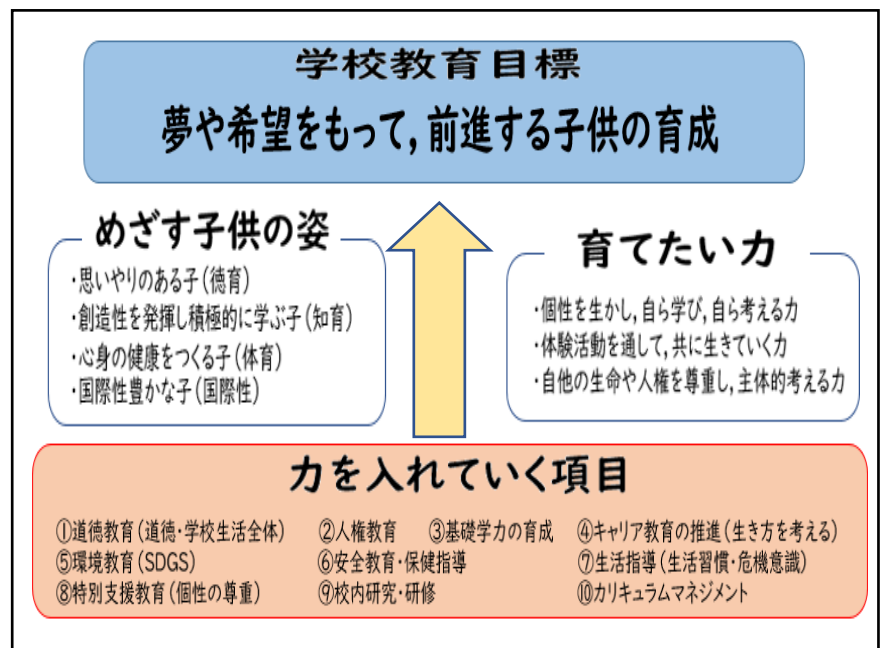 学校教育目標
夢や希望をもって,前進する子供の育成
めざす子供の姿
・思いやりのある子(徳育)
・創造性を発揮し積極的に学ぶ子(知育)
・心身の健康をつくる子(体育)
・国際性豊かな子(国際性)
育てたい力
・個性を生かし,自ら学び,自ら考える力
・体験活動を通して,共に生きていく力
・自他の生命や人権を尊重し,主体的考える力
力を入れていく項目
①道徳教育(道徳・学校生活全体) ②人権教育 ③基礎学力の育成 ④キャリア教育の推進(生き方を考える)
⑤環境教育(SDGS) ⑥安全教育・保健指導 ⑦生活指導(生活習慣・危機意識)
⑧特別支援教育(個性の尊重) ⑨校内研究・研修 ⑩カリキュラムマネジメント